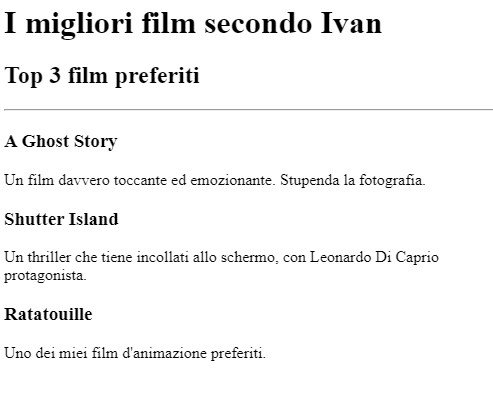 I migliori film secondo Ivan
Top 3 film preferiti
A Ghost Story
Un film davvero toccante ed emozionante. Stupenda la fotografia.
Shutter Island
Un thriller che tiene incollati allo schermo, con Leonardo Di Caprio
protagonista.
Ratatouille
Uno dei miei film d'animazione preferiti.